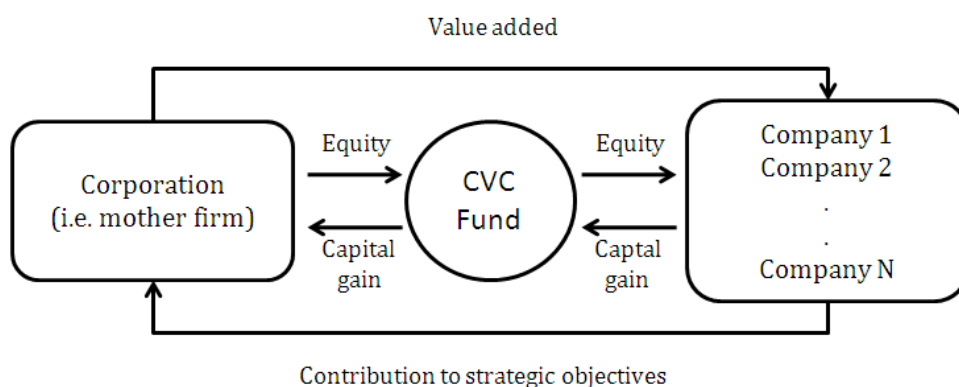 Value added
Equity
Equity
Corporation
(i.e. mother firm)
CVC
Fund
Company 1
Company 2
.
.
Company N
Capital
gain
Captal
gain
Contribution to strategic objectives